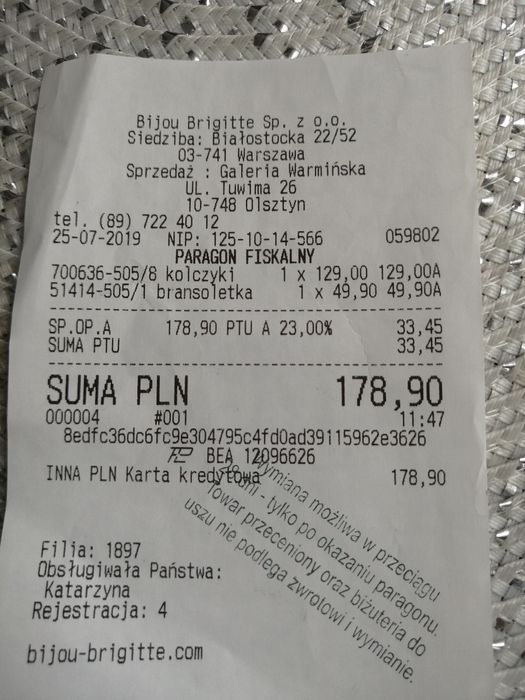 Bijou Brigitte Sp. z o.o.
Siedziba: Białostocka 22/52
03-741 Warszawa
Sprzedaż : Galeria Warmińska
UL. Tuwima 26
10-748 Olsztyn
tel. (89) 722 40 12
25-07-2019 NIP: 125-10-14-566 059802
PARAGON FISKALNY
700636-505/8 kolczyki 1 x 129,00 129,00A
51414-505/1 bransoletka 1 x 49,90 49,90A
SP.OP.A 178,90 PTU A 23,00% 33,45
SUMA PTU 33,45
SUMA PLN 178,90
000004 #001 11:47
8edfc36dc6fc9e304795c4fd0ad39115962e3626
BEA 12096626
INNA PLN Karta kredytowa 178,90
Wymiana możliwa w przeciągu
dni - tylko po okazaniu paragonu.
Towar przeceniony oraz biżuteria do
uszu nie podlega zwrotowi i wymianie.
Filia: 1897
Obsługiwała Państwa:
Katarzyna
Rejestracja: 4
bijou-brigitte.com